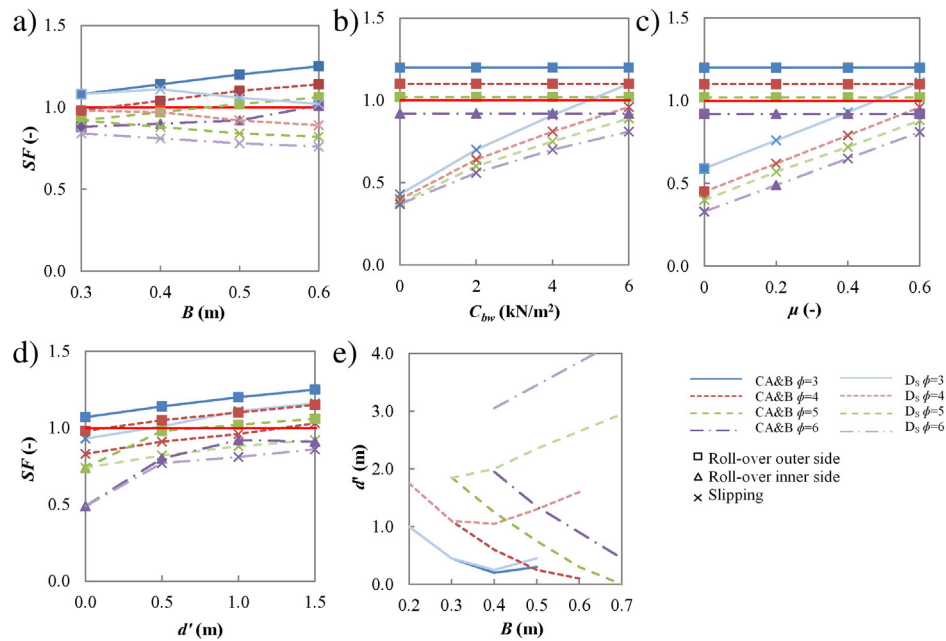 a)
1.5
1.0
0.5
0.0
SF (-)
0.3 0.4 0.5 0.6
B (m)
b)
1.5
1.0
0.5
0.0
0 2 4 6
C_bw (kN/m²)
c)
1.5
1.0
0.5
0.0
0 0.2 0.4 0.6
μ (-)
d)
1.5
1.0
0.5
0.0
SF (-)
0.0 0.5 1.0 1.5
d' (m)
e)
4.0
3.0
2.0
1.0
0.0
d' (m)
0.2 0.3 0.4 0.5 0.6 0.7
B (m)
CA&B ϕ=3 D_S ϕ=3
CA&B ϕ=4 D_S ϕ=4
CA&B ϕ=5 D_S ϕ=5
CA&B ϕ=6 D_S ϕ=6
Roll-over outer side
Roll-over inner side
Slipping